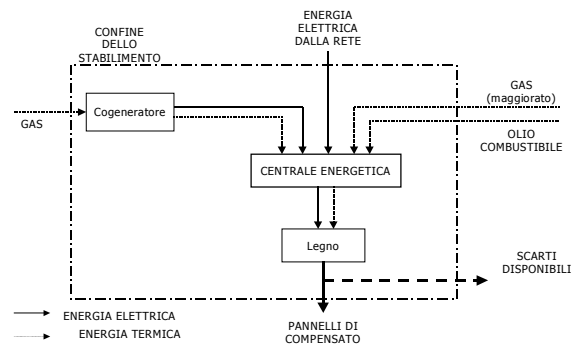 CONFINE
DELLO
STABILIMENTO
ENERGIA
ELETTRICA
DALLA RETE
GAS
(maggiorato)
OLIO
COMBUSTIBILE
GAS
Cogeneratore
CENTRALE ENERGETICA
Legno
SCARTI
DISPONIBILI
PANNELLI DI
COMPENSATO
ENERGIA ELETTRICA
ENERGIA TERMICA